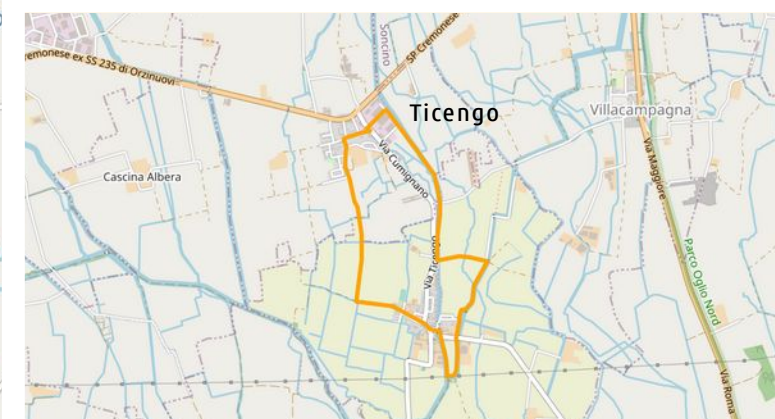 emonese ex SS 235 di Orzinuovi
Soncino
SP. Cremonese
Ticengo
Villacampagna
Via Cumignano
Via Maggiore
Cascina Albera
Via Ticengo
Parco Oglio Nord
Via Roma